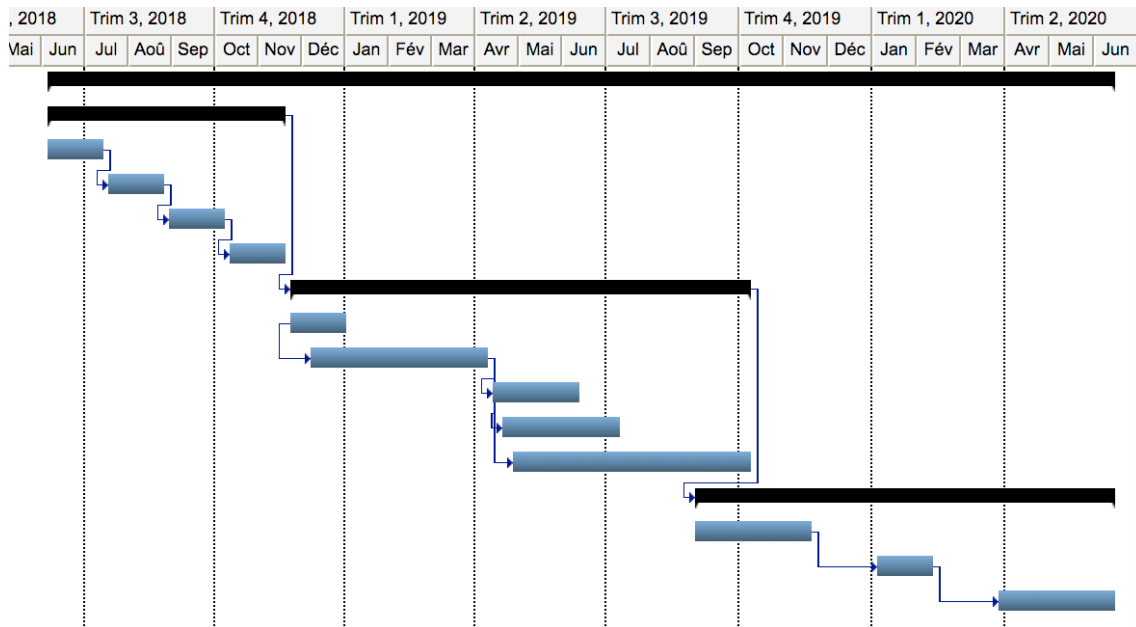 , 2018 Trim 3, 2018 Trim 4, 2018 Trim 1, 2019 Trim 2, 2019 Trim 3, 2019 Trim 4, 2019 Trim 1, 2020 Trim 2, 2020
Mai Jun Jul Aoû Sep Oct Nov Déc Jan Fév Mar Avr Mai Jun Jul Aoû Sep Oct Nov Déc Jan Fév Mar Avr Mai Jun